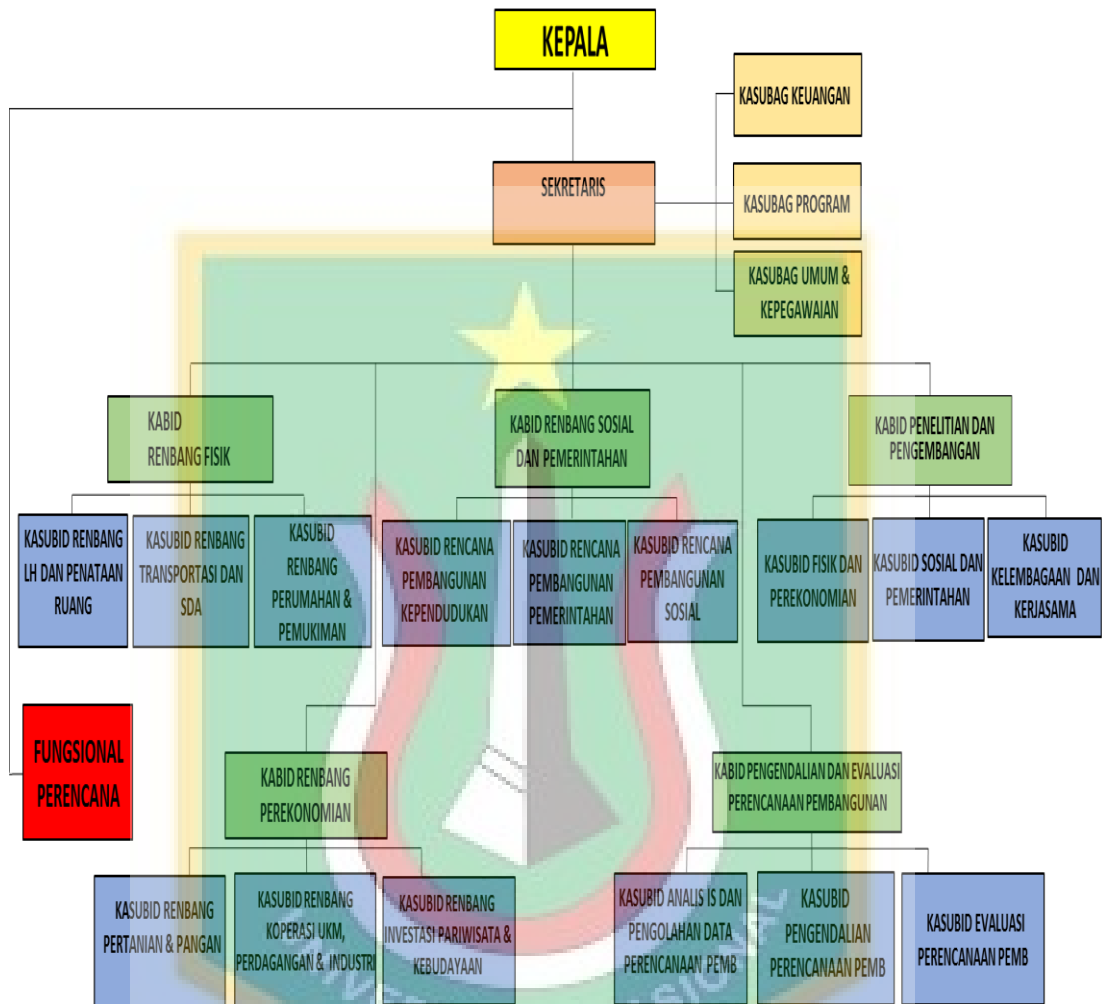 KEPALA
KASUBAG KEUANGAN
SEKRETARIS
KASUBAG PROGRAM
KASUBAG UMUM &
KEPEGAWAIAN
KABID
RENBANG FISIK
KABID RENBANG SOSIAL
DAN PEMERINTAHAN
KABID PENELITIAN DAN
PENGEMBANGAN
KASUBID RENBANG
LH DAN PENATAAN
RUANG
KASUBID RENBANG
TRANSPORTASI DAN
SDA
KASUBID
RENBANG
PERUMAHAN &
PEMUKIMAN
KASUBID RENCANA
PEMBANGUNAN
KEPENDUDUKAN
KASUBID RENCANA
PEMBANGUNAN
PEMERINTAHAN
KASUBID RENCANA
PEMBANGUNAN
SOSIAL
KASUBID FISIK DAN
PEREKONOMIAN
KASUBID SOSIAL DAN
PEMERINTAHAN
KASUBID
KELEMBAGAAN DAN
KERJASAMA
FUNGSIONAL
PERENCANA
KABID RENBANG
PEREKONOMIAN
KABID PENGENDALIAN DAN EVALUASI
PERENCANAAN PEMBANGUNAN
KASUBID RENBANG
PERTANIAN & PANGAN
KASUBID RENBANG
KOPERASI UKM,
PERDAGANGAN & INDUSTRI
KASUBID RENBANG
INVESTASI PARIWISATA &
KEBUDAYAAN
KASUBID ANALIS IS DAN
PENGOLAHAN DATA
PERENCANAAN PEMB
KASUBID
PENGENDALIAN
PERENCANAAN PEMB
KASUBID EVALUASI
PERENCANAAN PEMB